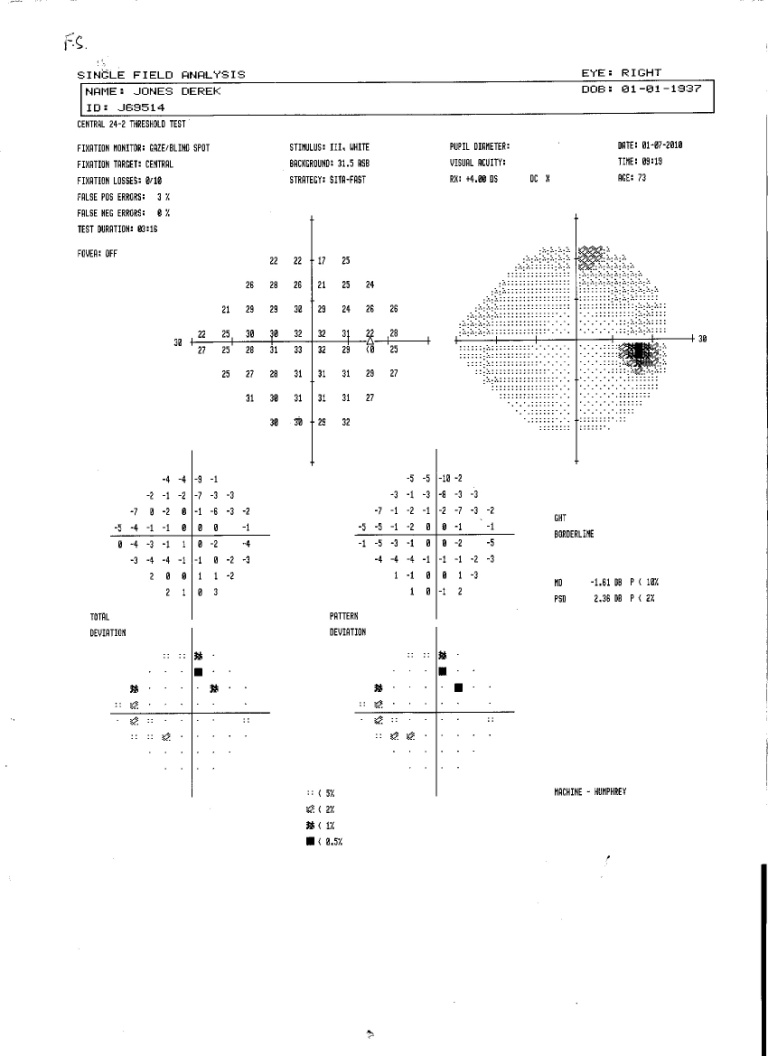 F.S.
SINGLE FIELD ANALYSIS EYE: RIGHT
NAME: JONES DEREK DOB: 01-01-1937
ID: J69514
CENTRAL 24-2 THRESHOLD TEST
FIXATION MONITOR: GAZE/BLIND SPOT STIMULUS: III, WHITE PUPIL DIAMETER: DATE: 01-07-2010
FIXATION TARGET: CENTRAL BACKGROUND: 31.5 ASB VISUAL ACUITY: TIME: 09:19
FIXATION LOSSES: 0/10 STRATEGY: SITA-FAST RX: +4.00 DS DC X AGE: 73
FALSE POS ERRORS: 3 %
FALSE NEG ERRORS: 0 %
TEST DURATION: 03:16
FOVEA: OFF
22 22 17 25
26 28 26 21 25 24
21 29 29 30 29 24 26 26
22 25 30 30 32 32 31 22 28
30 30
27 25 28 31 33 32 29 <0 25
25 27 28 31 31 31 29 27
31 30 31 31 31 27
30 30 29 32
-4 -4 -9 -1 -5 -5 -10 -2
-2 -1 -2 -7 -3 -3 -3 -1 -3 -8 -3 -3
-7 0 -2 0 -1 -6 -3 -2 -7 -1 -2 -1 -2 -7 -3 -2
-5 -4 -1 -1 0 0 0 -1 -5 -5 -1 -2 0 0 -1 -1
0 -4 -3 -1 1 0 -2 -4 -1 -5 -3 -1 0 0 -2 -5
-3 -4 -4 -1 -1 0 -2 -3 -4 -4 -4 -1 -1 -1 -2 -3
2 0 0 1 1 -2 1 -1 0 0 1 -3
2 1 0 3 1 0 -1 2
GHT
BORDERLINE
MD -1.61 DB P < 10%
PSD 2.36 DB P < 2%
TOTAL PATTERN
DEVIATION DEVIATION
< 5%
< 2%
< 1%
< 0.5%
MACHINE - HUMPHREY